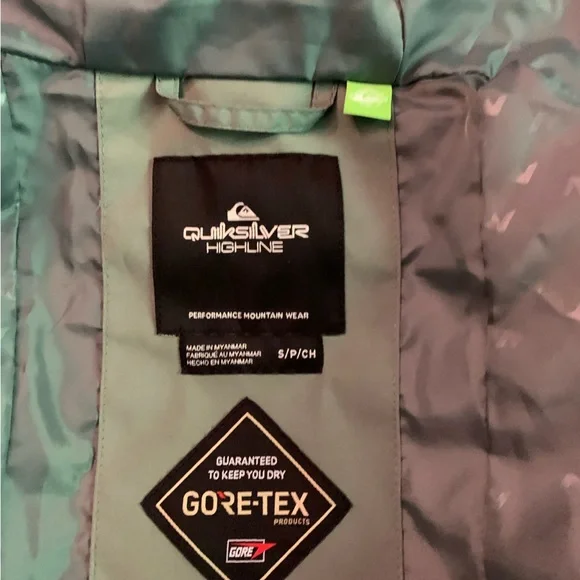 QUIKSILVER
HIGHLINE
PERFORMANCE MOUNTAIN WEAR
MADE IN MYANMAR
FABRIQUÉ AU MYANMAR
HECHO EN MYANMAR
S/P/CH
GUARANTEED
TO KEEP YOU DRY
GORE-TEX
PRODUCTS
GORE